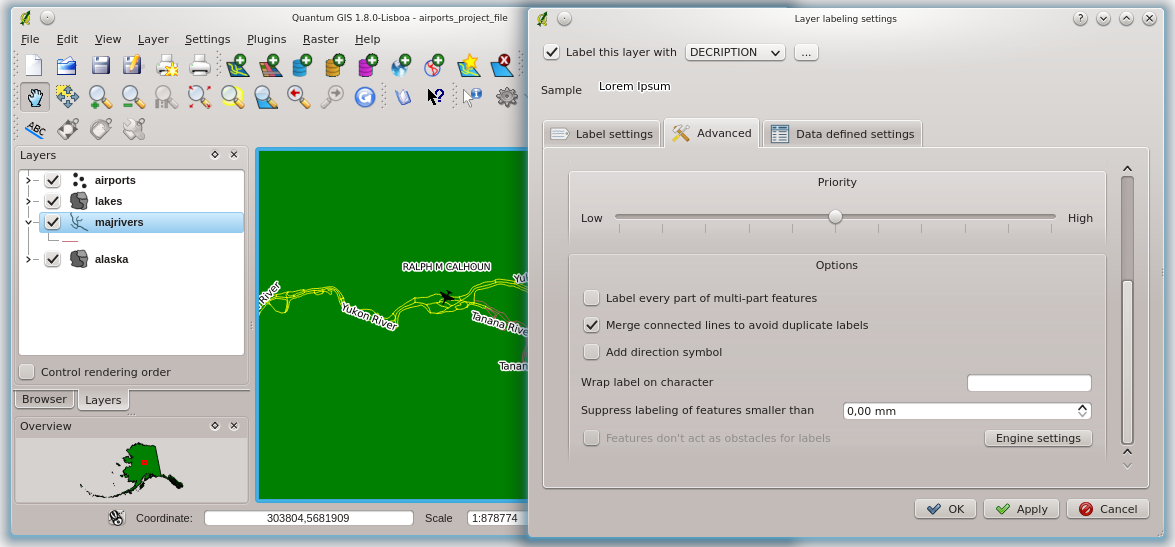 Quantum GIS 1.8.0-Lisboa - airports_project_file
File Edit View Layer Settings Plugins Raster Help
ABC
Layers
airports
lakes
majrivers
alaska
Control rendering order
Browser Layers
Overview
RALPH M CALHOUN
River
Yukon River
Yu
Tanana Rive
Tanan
Coordinate: 303804,5681909 Scale 1:878774
Layer labeling settings
Label this layer with DECRIPTION ...
Sample Lorem Ipsum
Label settings Advanced Data defined settings
Priority
Low High
Options
Label every part of multi-part features
Merge connected lines to avoid duplicate labels
Add direction symbol
Wrap label on character
Suppress labeling of features smaller than 0,00 mm
Features don't act as obstacles for labels Engine settings
OK Apply Cancel